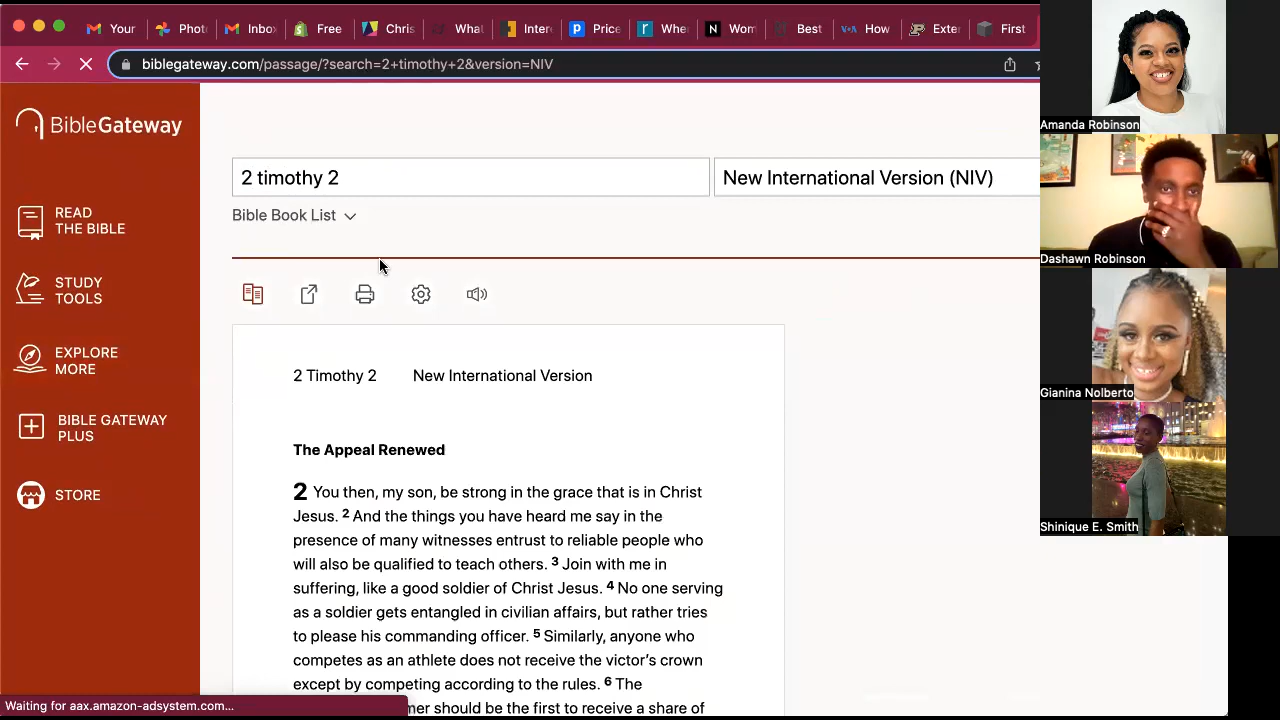 Your
Phot
Inbo
Free
Chris
What
Inter
Price
Whe
Wom
Best
How
Exter
First
biblegateway.com/passage/?search=2+timothy+2&version=NIV
BibleGateway
READ
THE BIBLE
STUDY
TOOLS
EXPLORE
MORE
BIBLE GATEWAY
PLUS
STORE
2 timothy 2
New International Version (NIV)
Bible Book List
2 Timothy 2 New International Version
The Appeal Renewed
2 You then, my son, be strong in the grace that is in Christ
Jesus. 2 And the things you have heard me say in the
presence of many witnesses entrust to reliable people who
will also be qualified to teach others. 3 Join with me in
suffering, like a good soldier of Christ Jesus. 4 No one serving
as a soldier gets entangled in civilian affairs, but rather tries
to please his commanding officer. 5 Similarly, anyone who
competes as an athlete does not receive the victor's crown
except by competing according to the rules. 6 The
mer should be the first to receive a share of
Waiting for aax.amazon-adsystem.com...
Amanda Robinson
Dashawn Robinson
Gianina Nolberto
Shinique E. Smith